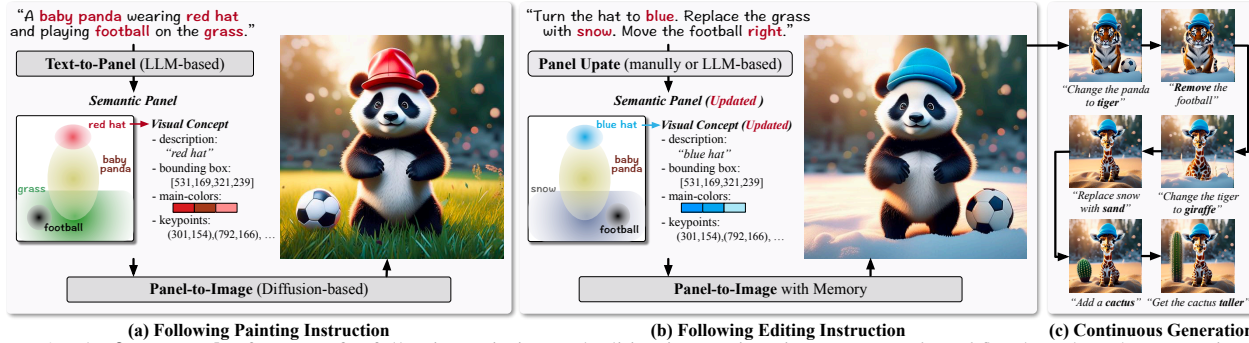 “A baby panda wearing red hat
and playing football on the grass.”
Text-to-Panel (LLM-based)
Semantic Panel
red hat
baby
panda
grass
football
Visual Concept
- description:
“red hat”
- bounding box:
[531,169,321,239]
- main-colors:
- keypoints:
(301,154),(792,166), …
Panel-to-Image (Diffusion-based)
(a) Following Painting Instruction
“Turn the hat to blue. Replace the grass
with snow. Move the football right.”
Panel Upate (manully or LLM-based)
Semantic Panel (Updated )
blue hat
baby
panda
snow
football
Visual Concept (Updated)
- description:
“blue hat”
- bounding box:
[531,169,321,239]
- main-colors:
- keypoints:
(301,154),(792,166), …
Panel-to-Image with Memory
(b) Following Editing Instruction
“Change the panda
to tiger”
“Remove the
football”
“Replace snow
with sand”
“Change the tiger
to giraffe”
“Add a cactus”
“Get the cactus taller”
(c) Continuous Generation